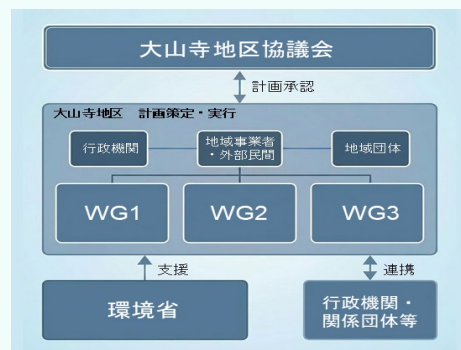 大山寺地区協議会
計画承認
大山寺地区　計画策定・実行
行政機関
地域事業者
・外部民間
地域団体
WG1
WG2
WG3
支援
連携
環境省
行政機関・
関係団体等